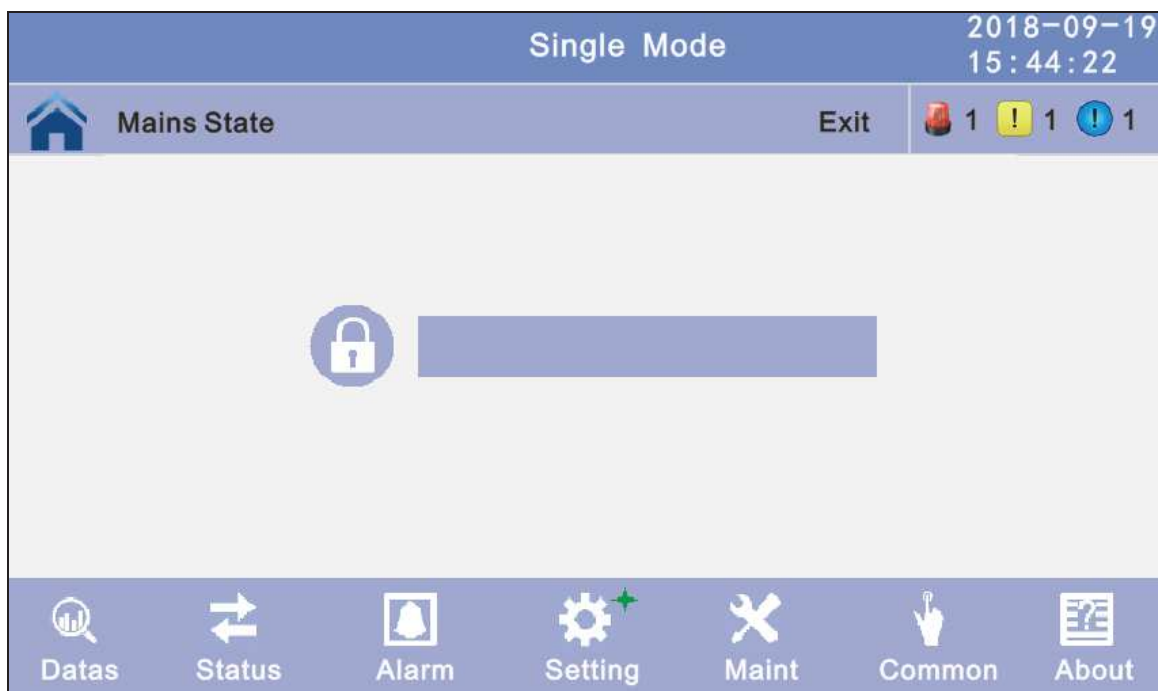 Single Mode
2018-09-19
15:44:22
Mains State
Exit
1 ! 1 ! 1
Datas
Status
Alarm
Setting
Maint
Common
About